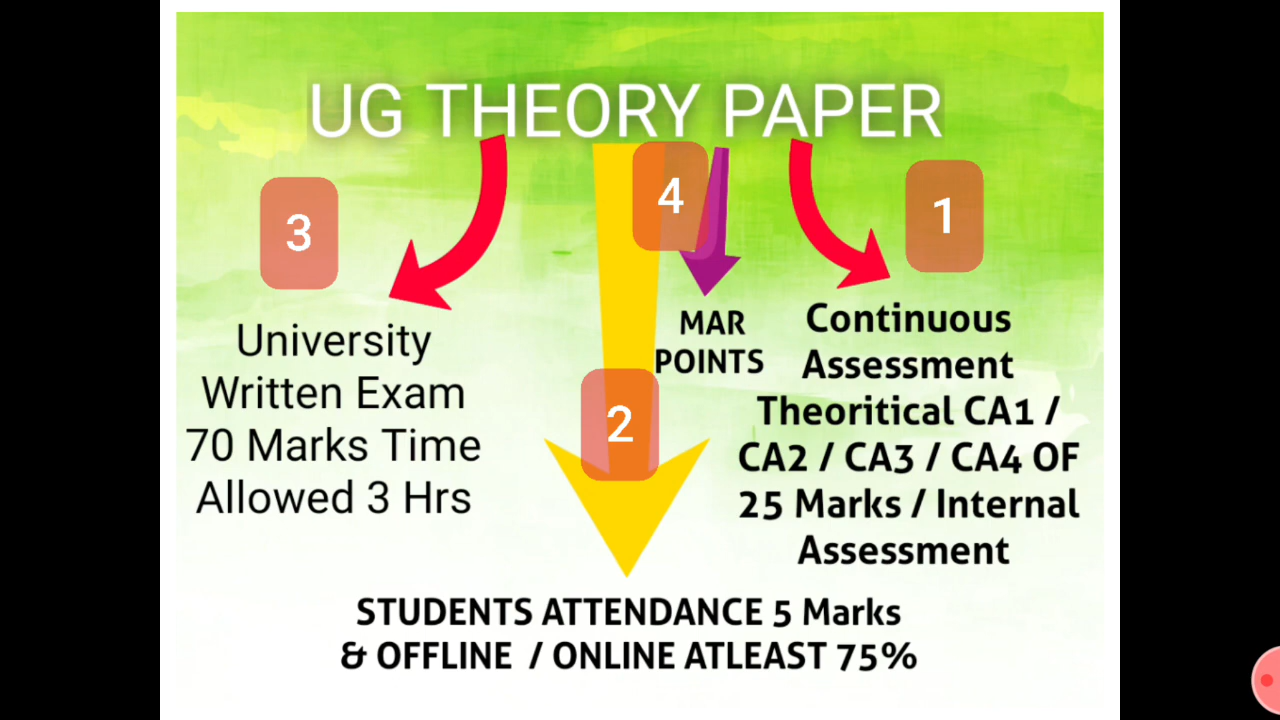 UG THEORY PAPER
3
4
1
University
Written Exam
70 Marks Time
Allowed 3 Hrs
2
MAR
POINTS
Continuous
Assessment
Theoritical CA1 /
CA2 / CA3 / CA4 OF
25 Marks / Internal
Assessment
STUDENTS ATTENDANCE 5 Marks
& OFFLINE / ONLINE ATLEAST 75%